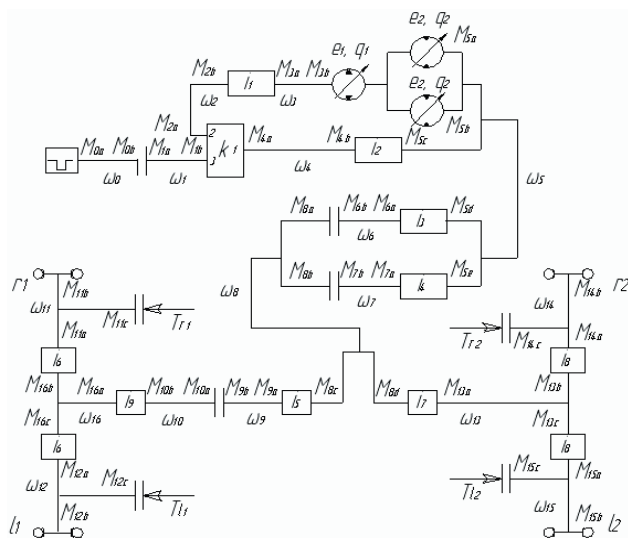 e2, q2
M5a
e1, q1
M2b
M3a
M3b
I1
ω2
ω3
e2, q2
M2a
M5b
M0a
M0b
M1a
M1b
2
3
k
1
M4a
M4b
I2
M5c
ω0
ω1
ω4
ω5
M8a
M6b
M6a
I3
M5d
ω6
M8b
M7b
M7a
I4
M5e
ω7
ω8
r1
M11b
ω11
M11c
Tr1
M11a
I6
M16b
M16a
I9
M10b
M10a
M9b
M9a
I5
M8c
M16c
ω16
ω10
ω9
I6
M12a
ω12
M12c
Tl1
M12b
l1
r2
M14b
ω14
Tr2
M14c
M14a
I8
M13b
M8d
I7
M13a
ω13
M13c
I8
M15c
M15a
Tl2
ω15
M15b
l2